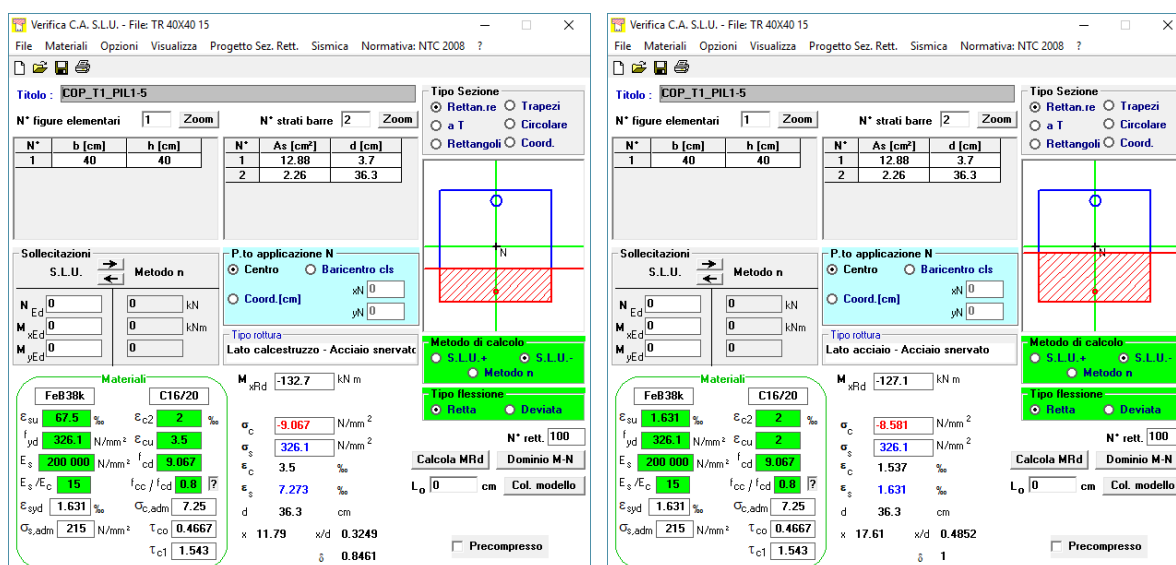 Verifica C.A. S.L.U. - File: TR 40X40 15
File Materiali Opzioni Visualizza Progetto Sez. Rett. Sismica Normativa: NTC 2008 ?
Titolo : COP_T1_PIL1-5
N° figure elementari 1 Zoom N° strati barre 2 Zoom
N° b [cm] h [cm]
1 40 40
N° As [cm²] d [cm]
1 12.88 3.7
2 2.26 36.3
Tipo Sezione
Rettan.re Trapezi
a T Circolare
Rettangoli Coord.
N
Sollecitazioni
S.L.U. Metodo n
N Ed 0 0 kN
M xEd 0 0 kNm
M yEd 0 0
P.to applicazione N
Centro Baricentro cls
Coord.[cm] xN 0
yN 0
Tipo rottura
Lato calcestruzzo - Acciaio snervato
Metodo di calcolo
S.L.U.+ S.L.U.-
Metodo n
Tipo flessione
Retta Deviata
N° rett. 100
Calcola MRd Dominio M-N
L₀ 0 cm Col. modello
Precompresso
Materiali
FeB38k C16/20
εsu 67.5 ‰ εc2 2 ‰
fyd 326.1 N/mm² εcu 3.5
Es 200 000 N/mm² fcd 9.067
Es/Ec 15 fcc / fcd 0.8 ?
εsyd 1.631 ‰ σc,adm 7.25
σs,adm 215 N/mm² τco 0.4667
τc1 1.543
M xRd -132.7 kN m
σc -9.067 N/mm²
σs 326.1 N/mm²
εc 3.5 ‰
εs 7.273 ‰
d 36.3 cm
x 11.79 x/d 0.3249
δ 0.8461
Verifica C.A. S.L.U. - File: TR 40X40 15
File Materiali Opzioni Visualizza Progetto Sez. Rett. Sismica Normativa: NTC 2008 ?
Titolo : COP_T1_PIL1-5
N° figure elementari 1 Zoom N° strati barre 2 Zoom
N° b [cm] h [cm]
1 40 40
N° As [cm²] d [cm]
1 12.88 3.7
2 2.26 36.3
Tipo Sezione
Rettan.re Trapezi
a T Circolare
Rettangoli Coord.
N
Sollecitazioni
S.L.U. Metodo n
N Ed 0 0 kN
M xEd 0 0 kNm
M yEd 0 0
P.to applicazione N
Centro Baricentro cls
Coord.[cm] xN 0
yN 0
Tipo rottura
Lato acciaio - Acciaio snervato
Metodo di calcolo
S.L.U.+ S.L.U.-
Metodo n
Tipo flessione
Retta Deviata
N° rett. 100
Calcola MRd Dominio M-N
L₀ 0 cm Col. modello
Precompresso
Materiali
FeB38k C16/20
εsu 1.631 ‰ εc2 2 ‰
fyd 326.1 N/mm² εcu 2
Es 200 000 N/mm² fcd 9.067
Es/Ec 15 fcc / fcd 0.8 ?
εsyd 1.631 ‰ σc,adm 7.25
σs,adm 215 N/mm² τco 0.4667
τc1 1.543
M xRd -127.1 kN m
σc -8.581 N/mm²
σs 326.1 N/mm²
εc 1.537 ‰
εs 1.631 ‰
d 36.3 cm
x 17.61 x/d 0.4852
δ 1